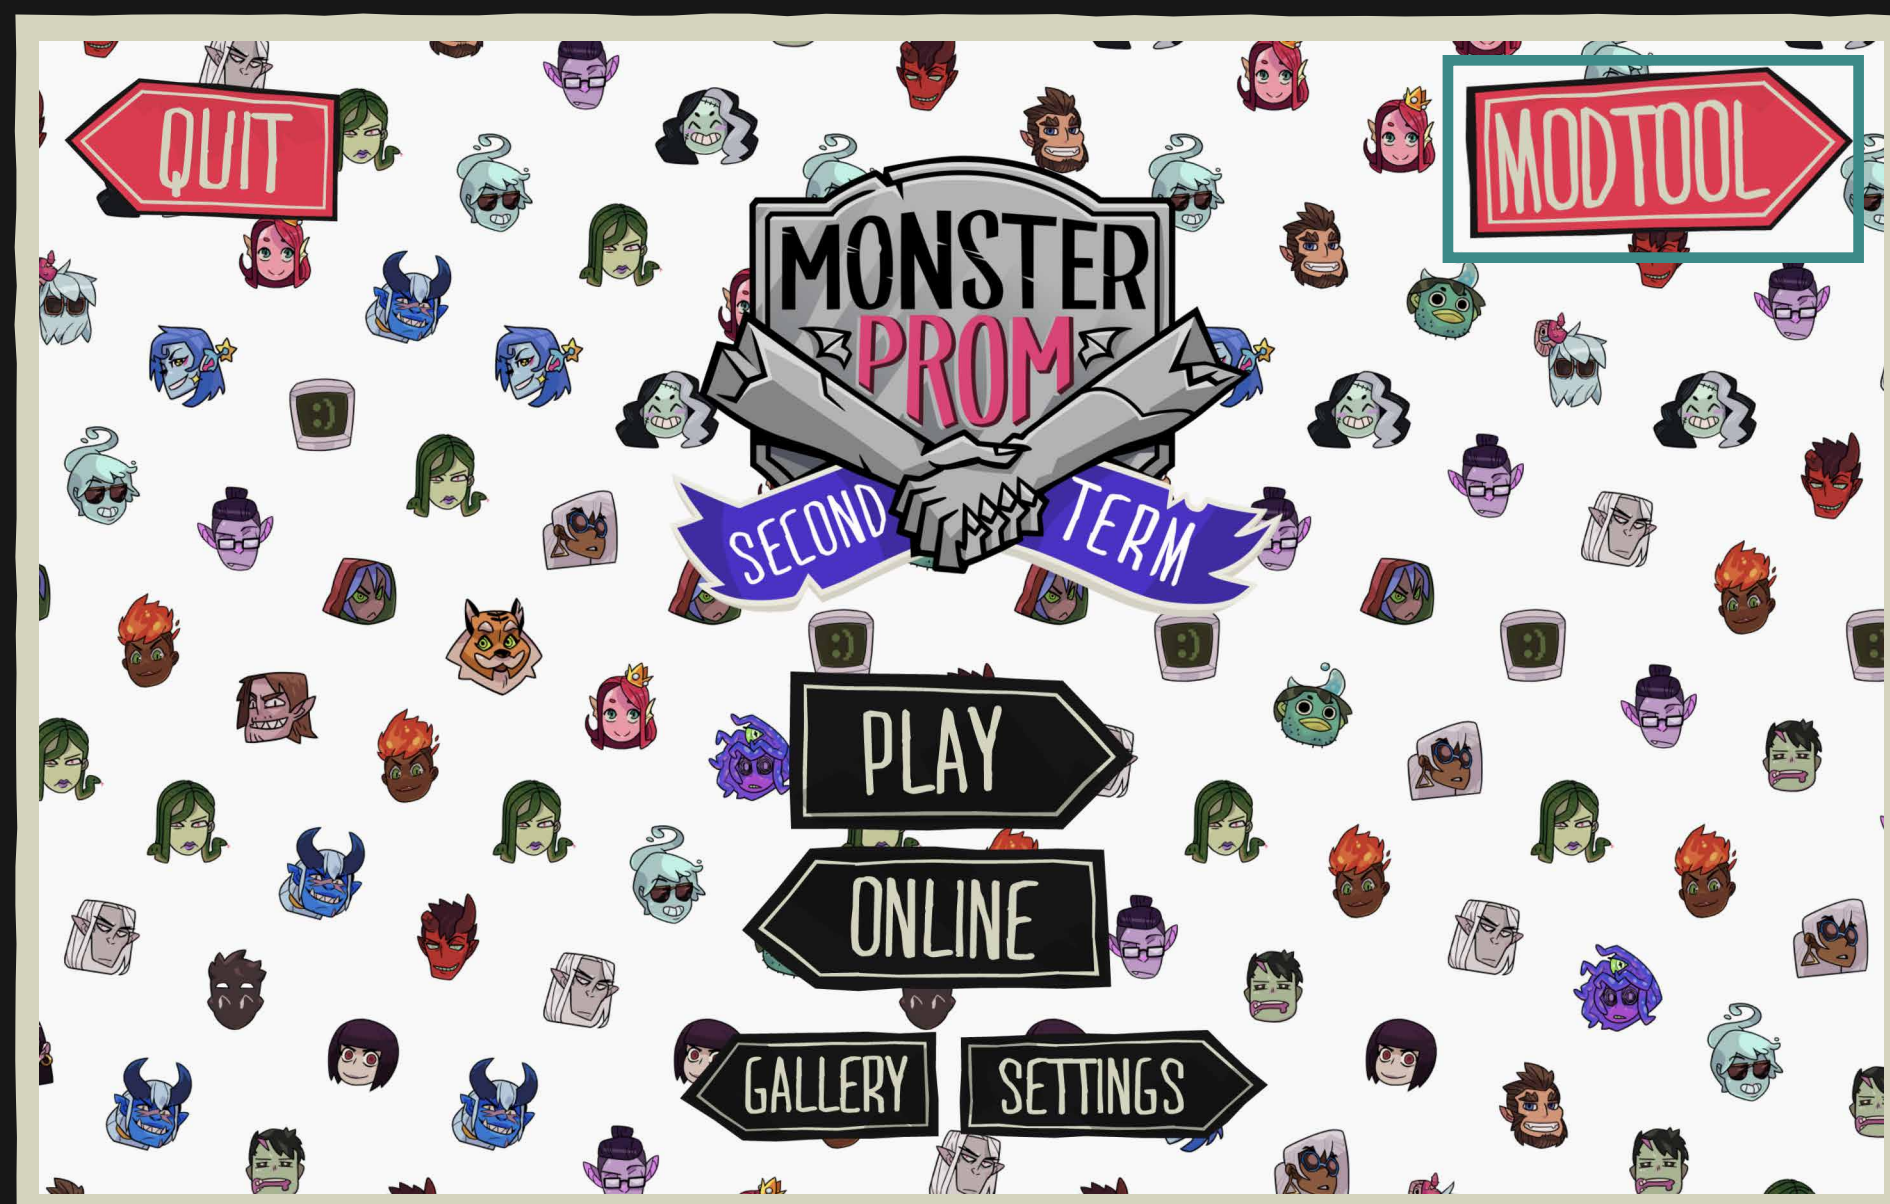 QUIT
MODTOOL
MONSTER
PROM
SECOND TERM
PLAY
ONLINE
GALLERY
SETTINGS